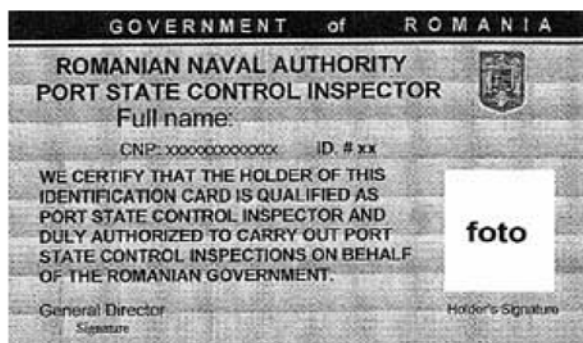 GOVERNMENT of ROMANIA
ROMANIAN NAVAL AUTHORITY
PORT STATE CONTROL INSPECTOR
Full name:
CNP: xxxxxxxxxxxxx ID. # xx
WE CERTIFY THAT THE HOLDER OF THIS
IDENTIFICATION CARD IS QUALIFIED AS
PORT STATE CONTROL INSPECTOR AND
DULY AUTHORIZED TO CARRY OUT PORT
STATE CONTROL INSPECTIONS ON BEHALF
OF THE ROMANIAN GOVERNMENT.
foto
General Director
Signature
Holder's Signature